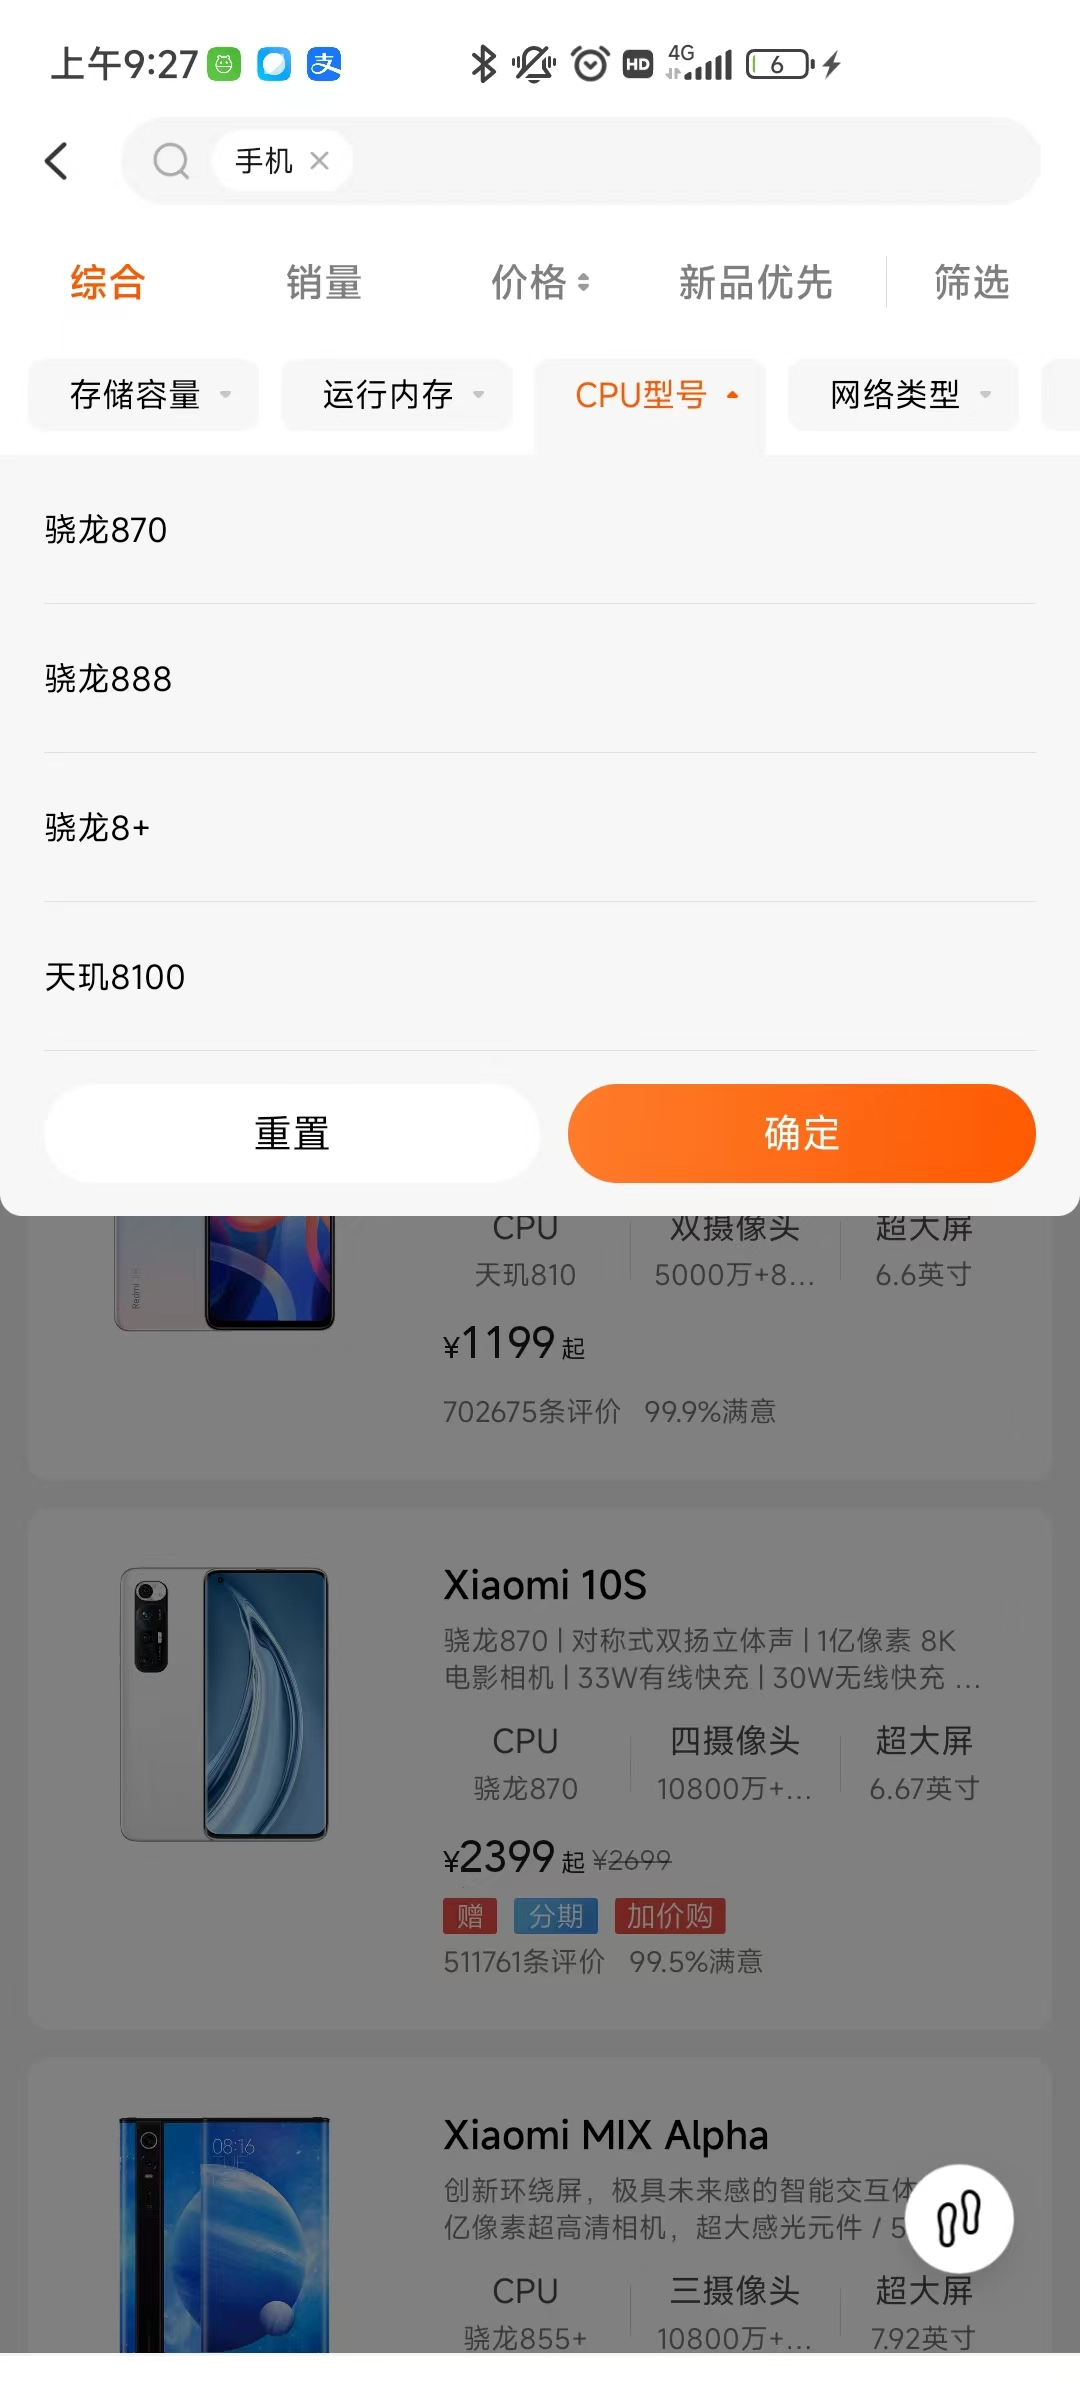 上午9:27 HD 4G 6
手机
综合 销量 价格 新品优先 筛选
存储容量 运行内存 CPU型号 网络类型
骁龙870
骁龙888
骁龙8+
天玑8100
重置 确定
Redmi
CPU 双摄像头 超大屏
天玑810 5000万+8... 6.6英寸
¥1199 起
702675条评价 99.9%满意
Xiaomi 10S
骁龙870 | 对称式双扬立体声 | 1亿像素 8K
电影相机 | 33W有线快充 | 30W无线快充 ...
CPU 四摄像头 超大屏
骁龙870 10800万+... 6.67英寸
¥2399 起 ¥2699
赠 分期 加价购
511761条评价 99.5%满意
08:16
TUE
Xiaomi MIX Alpha
创新环绕屏，极具未来感的智能交互体
亿像素超高清相机，超大感光元件 / 5
CPU 三摄像头 超大屏
骁龙855+ 10800万+... 7.92英寸